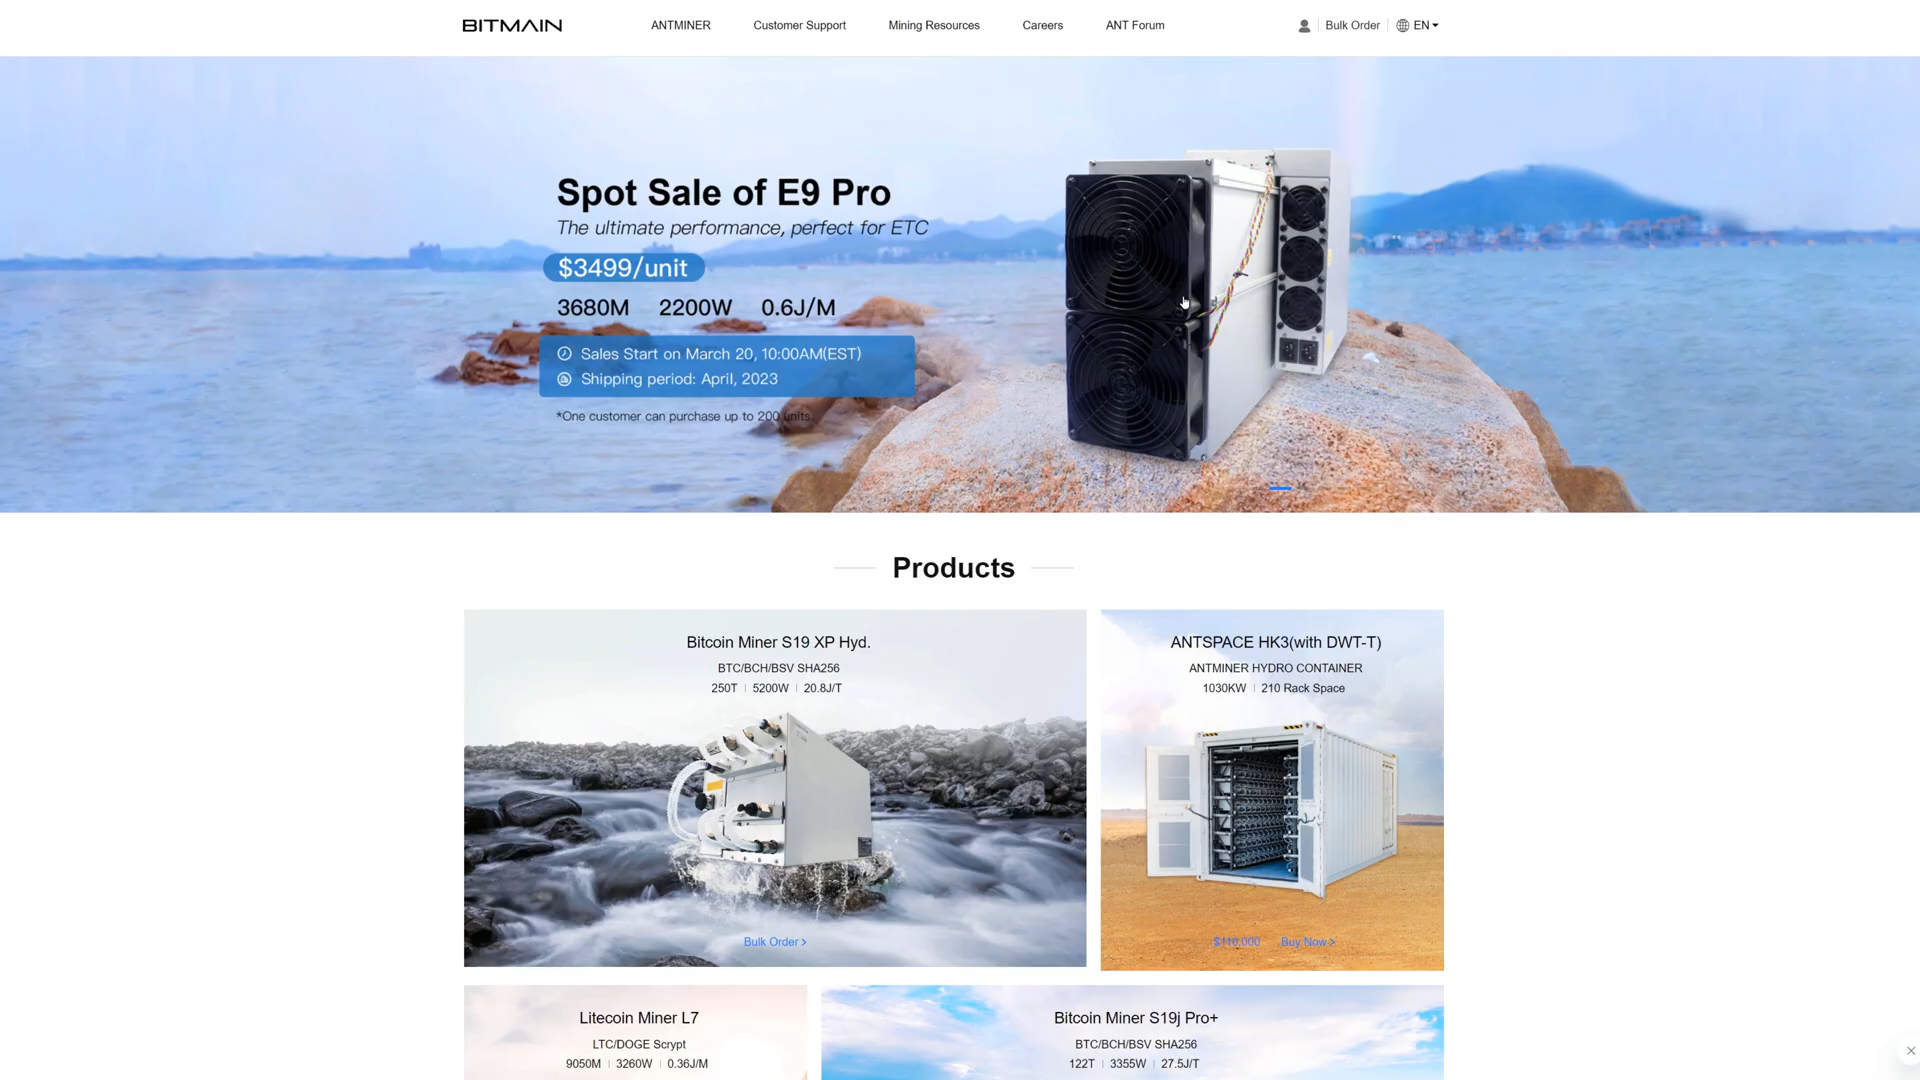 BITMAIN
ANTMINER
Customer Support
Mining Resources
Careers
ANT Forum
Bulk Order
EN
Spot Sale of E9 Pro
The ultimate performance, perfect for ETC
$3499/unit
3680M 2200W 0.6J/M
Sales Start on March 20, 10:00AM(EST)
Shipping period: April, 2023
*One customer can purchase up to 200 units.
Products
Bitcoin Miner S19 XP Hyd.
BTC/BCH/BSV SHA256
250T | 5200W | 20.8J/T
Bulk Order >
ANTSPACE HK3(with DWT-T)
ANTMINER HYDRO CONTAINER
1030KW | 210 Rack Space
$110,000 Buy Now >
Litecoin Miner L7
LTC/DOGE Scrypt
9050M | 3260W | 0.36J/M
Bitcoin Miner S19j Pro+
BTC/BCH/BSV SHA256
122T | 3355W | 27.5J/T